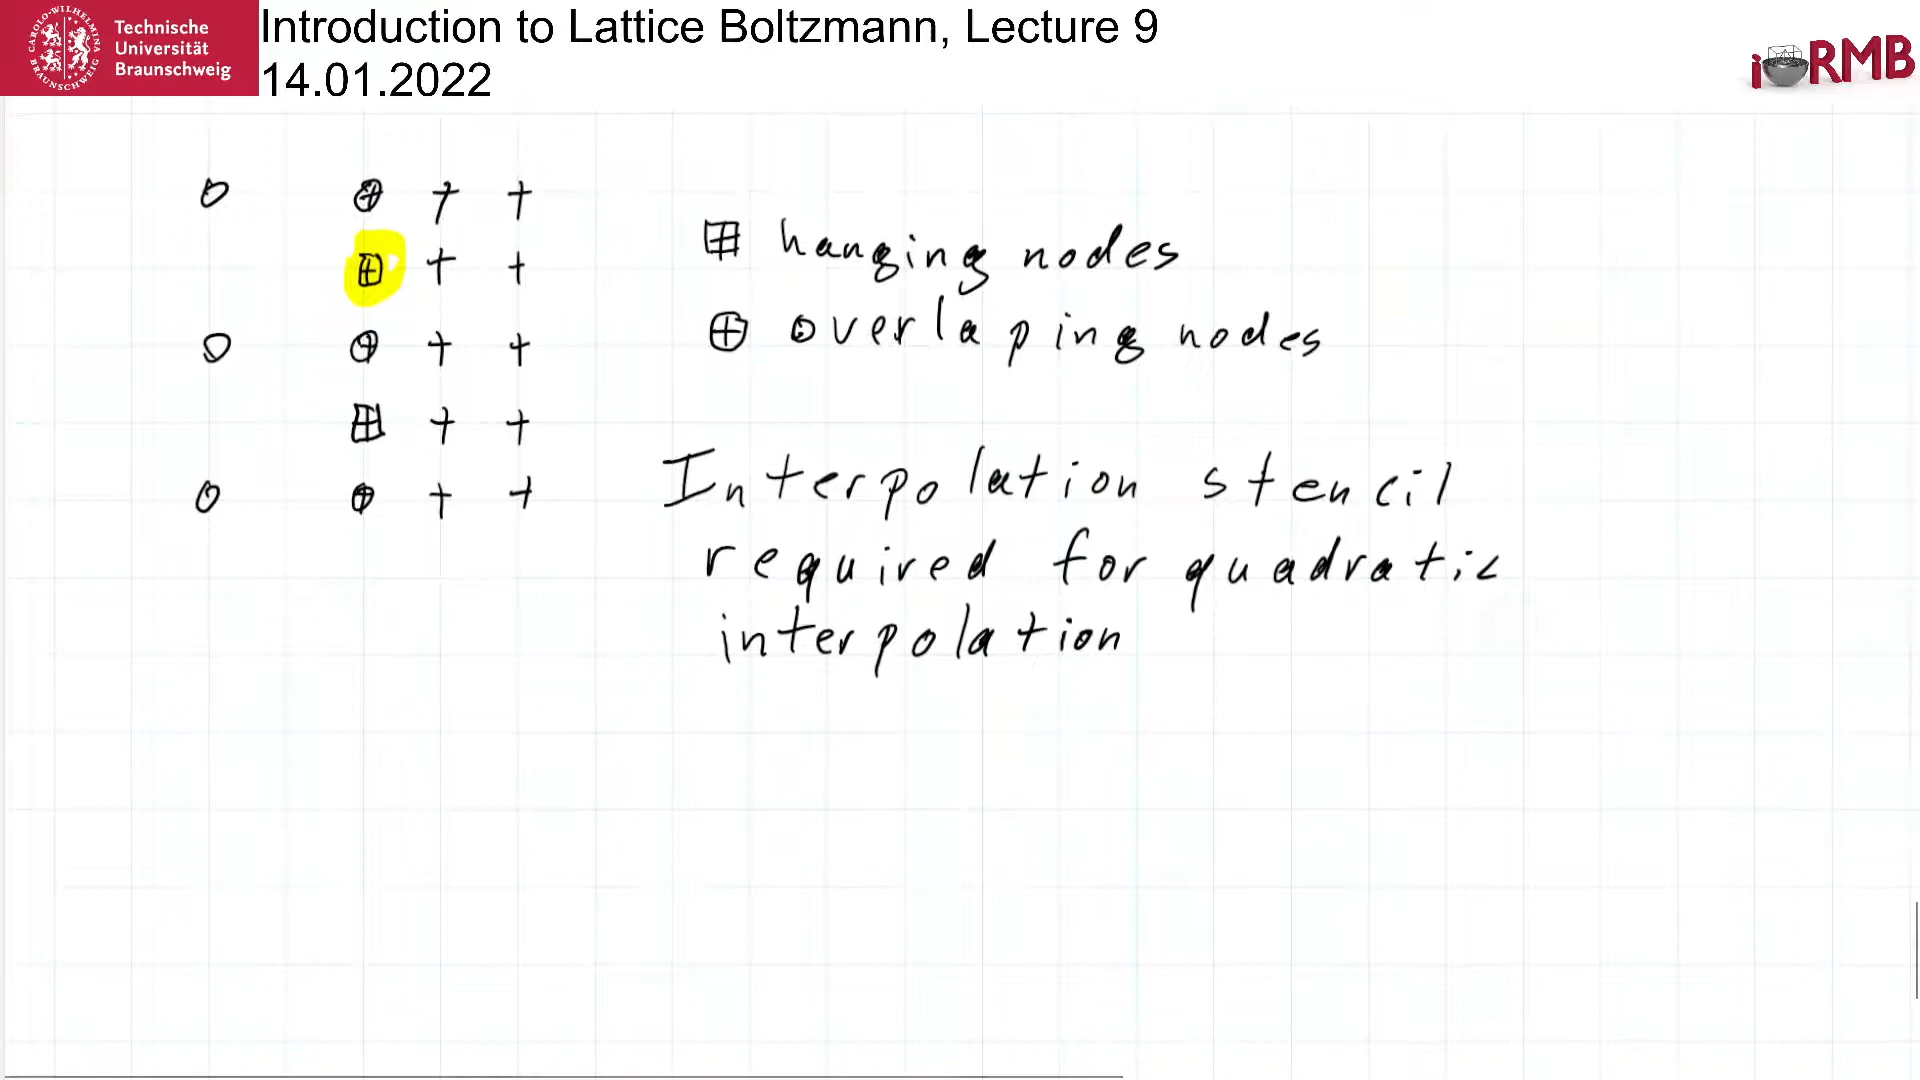 Technische
Universität
Braunschweig
Introduction to Lattice Boltzmann, Lecture 9
14.01.2022
iRMB
hanging nodes
overlaping nodes
Interpolation stencil
required for quadratic
interpolation